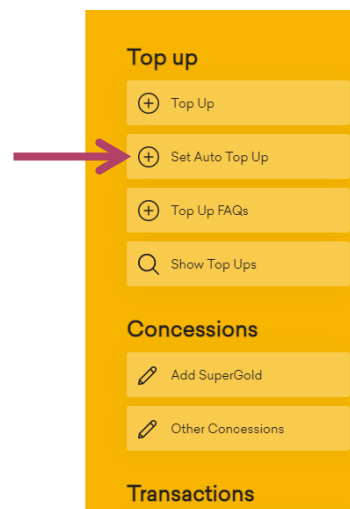 Top up
Top Up
Set Auto Top Up
Top Up FAQs
Show Top Ups
Concessions
Add SuperGold
Other Concessions
Transactions